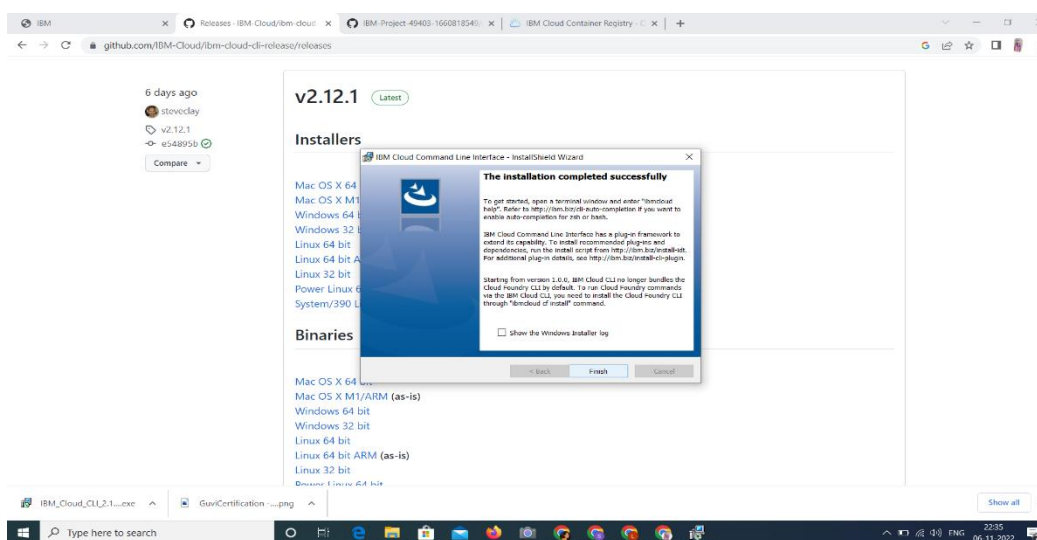 IBM
Releases · IBM-Cloud/ibm-cloud-
IBM-Project-49403-1660818549/
IBM Cloud Container Registry - C
github.com/IBM-Cloud/ibm-cloud-cli-release/releases
6 days ago
steveclay
v2.12.1
e54895b
Compare
v2.12.1
Latest
Installers
Mac OS X 64
Mac OS X M1
Windows 64 b
Windows 32 b
Linux 64 bit
Linux 64 bit A
Linux 32 bit
Power Linux 6
System/390 L
IBM Cloud Command Line Interface - InstallShield Wizard
The installation completed successfully
To get started, open a terminal window and enter "ibmcloud
help". Refer to http://ibm.biz/cli-auto-completion if you want to
enable auto-completion for zsh or bash.
IBM Cloud Command Line Interface has a plug-in framework to
extend its capability. To install recommended plug-ins and
dependencies, run the install script from http://ibm.biz/install-idt.
For additional plug-in details, see http://ibm.biz/install-cli-plugin.
Starting from version 1.0.0, IBM Cloud CLI no longer bundles the
Cloud Foundry CLI by default. To run Cloud Foundry commands
via the IBM Cloud CLI, you need to install the Cloud Foundry CLI
through "ibmcloud cf install" command.
Show the Windows Installer log
< Back
Finish
Cancel
Binaries
Mac OS X 64 bit
Mac OS X M1/ARM (as-is)
Windows 64 bit
Windows 32 bit
Linux 64 bit
Linux 64 bit ARM (as-is)
Linux 32 bit
Power Linux 64 bit
IBM_Cloud_CLI_2.1....exe
GuviCertification -....png
Show all
Type here to search
ENG
22:35
06-11-2022